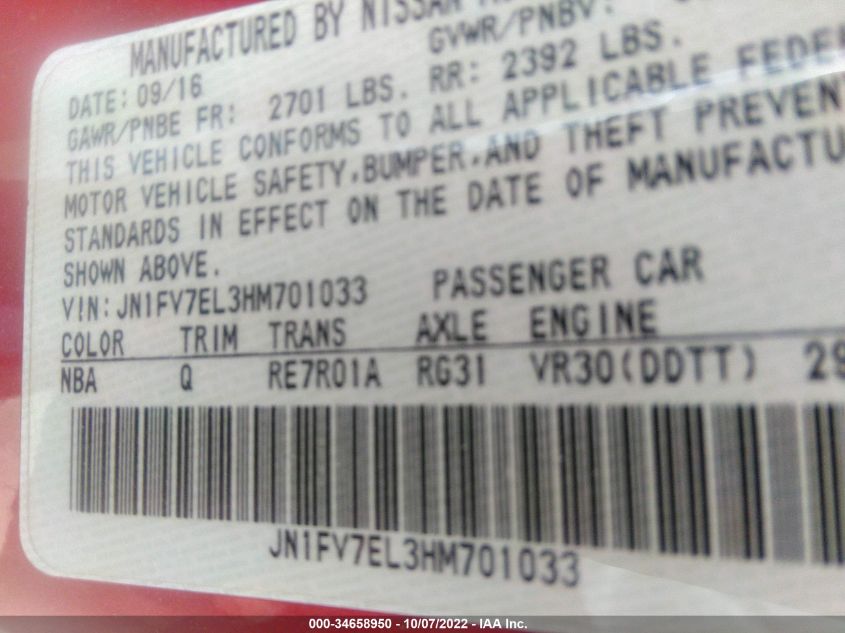 MANUFACTURED BY NISSAN
DATE: 09/16 GVWR/PNBV:
GAWR/PNBE FR: 2701 LBS. RR: 2392 LBS.
THIS VEHICLE CONFORMS TO ALL APPLICABLE
MOTOR VEHICLE SAFETY, BUMPER, AND THEFT
STANDARDS IN EFFECT ON THE DATE OF
SHOWN ABOVE.
VIN: JN1FV7EL3HM701033 PASSENGER CAR
COLOR TRIM TRANS AXLE ENGINE
NBA Q RE7R01A RG31 VR30(DDTT)
JN1FV7EL3HM701033
000-34658950 - 10/07/2022 - IAA Inc.